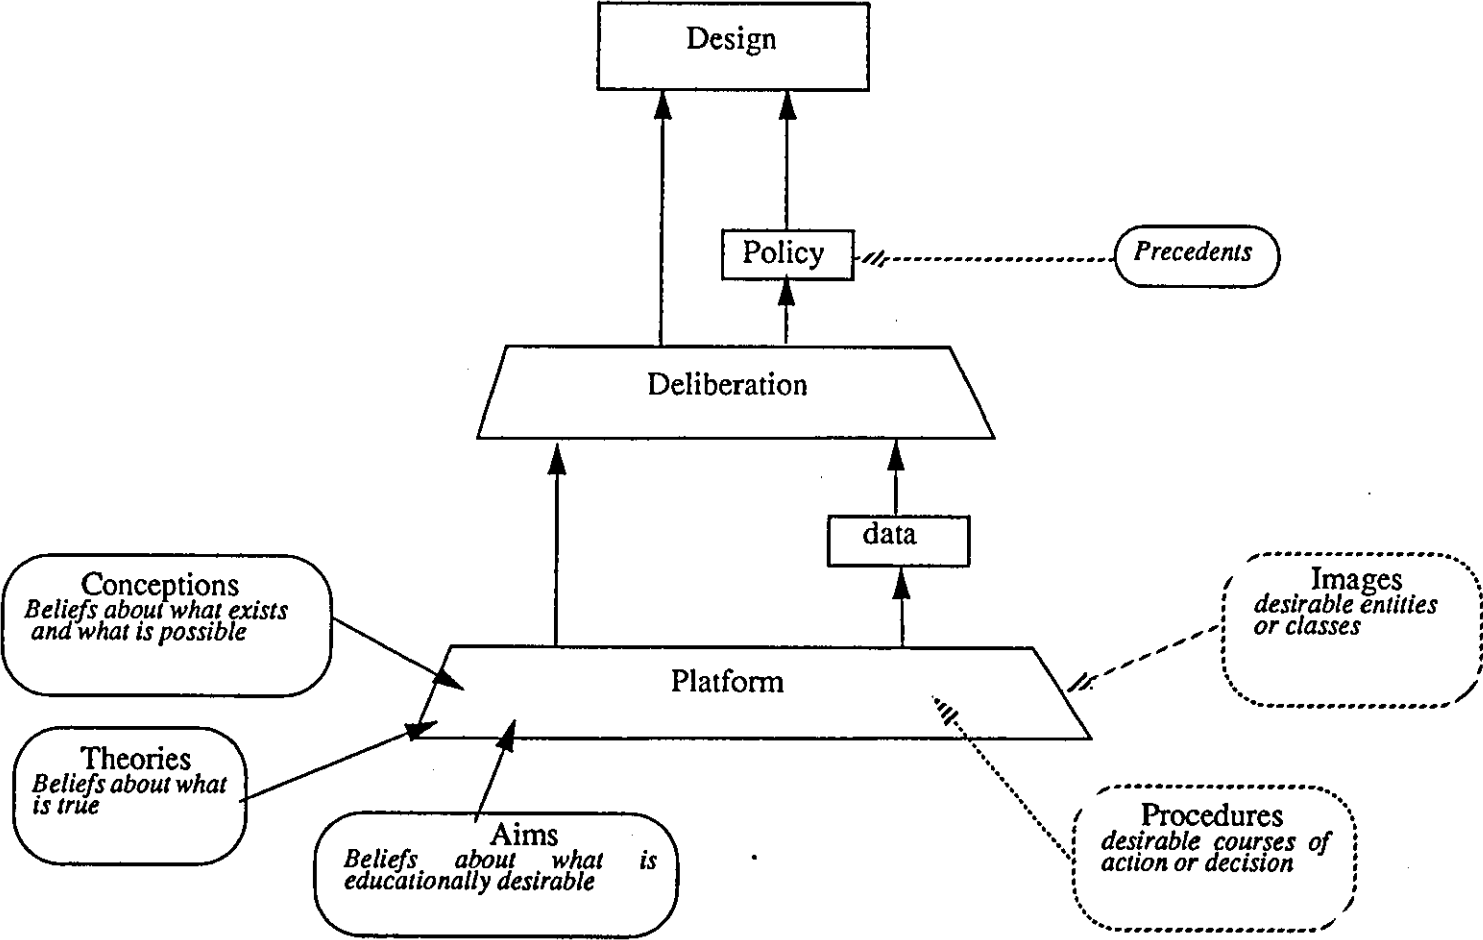 Design
Policy
Precedents
Deliberation
data
Conceptions
Beliefs about what exists
and what is possible
Images
desirable entities
or classes
Platform
Theories
Beliefs about what
is true
Aims
Beliefs about what is
educationally desirable
Procedures
desirable courses of
action or decision